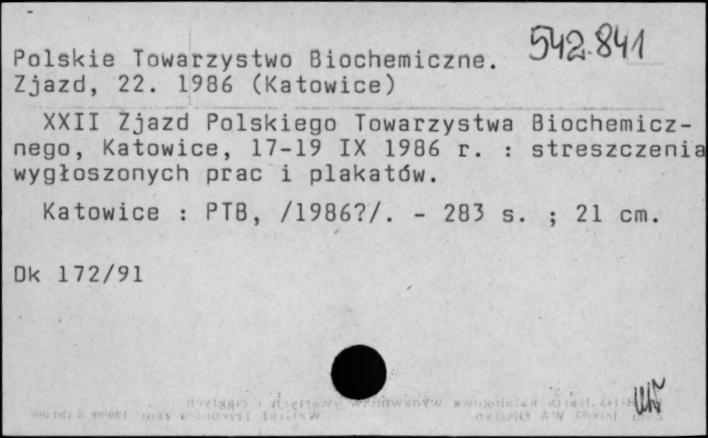 542.841
Polskie Towarzystwo Biochemiczne.
Zjazd, 22. 1986 (Katowice)
XXII Zjazd Polskiego Towarzystwa Biochemicz-
nego, Katowice, 17-19 IX 1986 r. : streszczenia
wygłoszonych prac i plakatów.
Katowice : PTB, /1986?/. - 283 s. ; 21 cm.
Dk 172/91